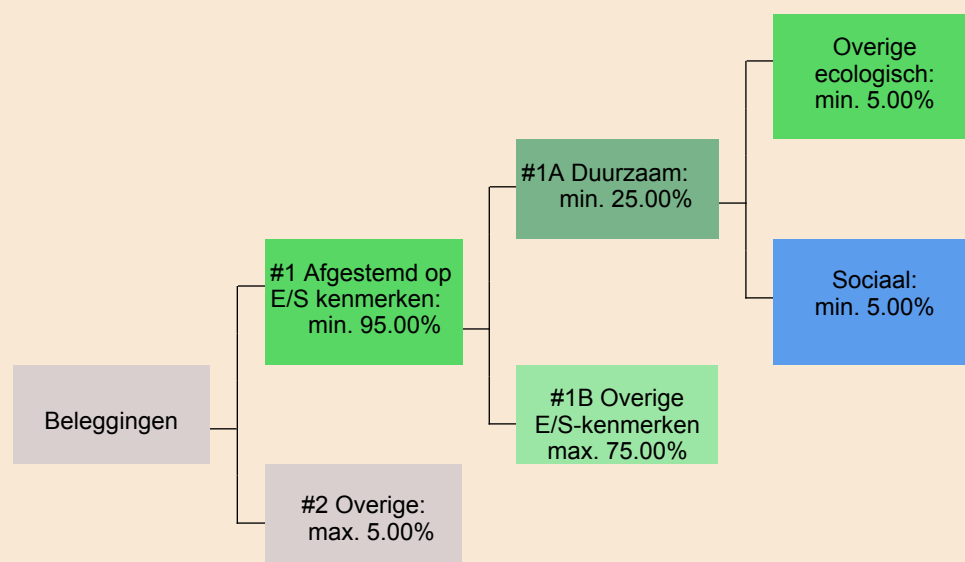 Overige
ecologisch:
min. 5.00%
#1A Duurzaam:
min. 25.00%
#1 Afgestemd op
E/S kenmerken:
min. 95.00%
Sociaal:
min. 5.00%
Beleggingen
#1B Overige
E/S-kenmerken
max. 75.00%
#2 Overige:
max. 5.00%